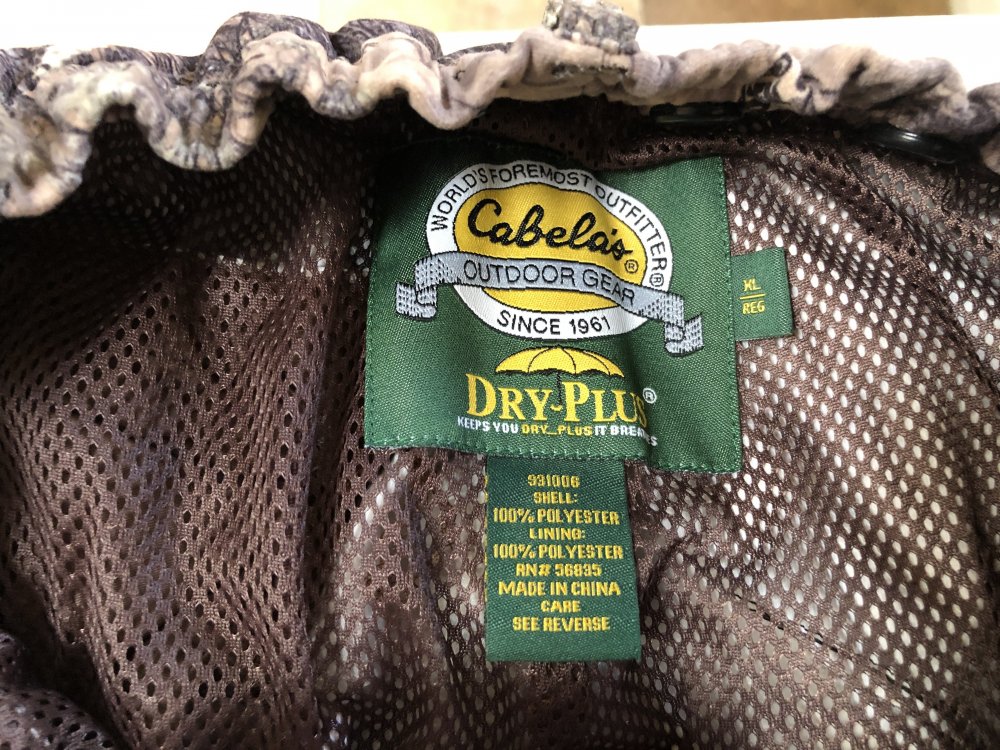 WORLD'S FOREMOST OUTFITTER®
Cabela's®
OUTDOOR GEAR
SINCE 1961
DRY-PLUS®
KEEPS YOU DRY...PLUS IT BREATHES
XL
REG
931006
SHELL:
100% POLYESTER
LINING:
100% POLYESTER
RN# 56835
MADE IN CHINA
CARE
SEE REVERSE